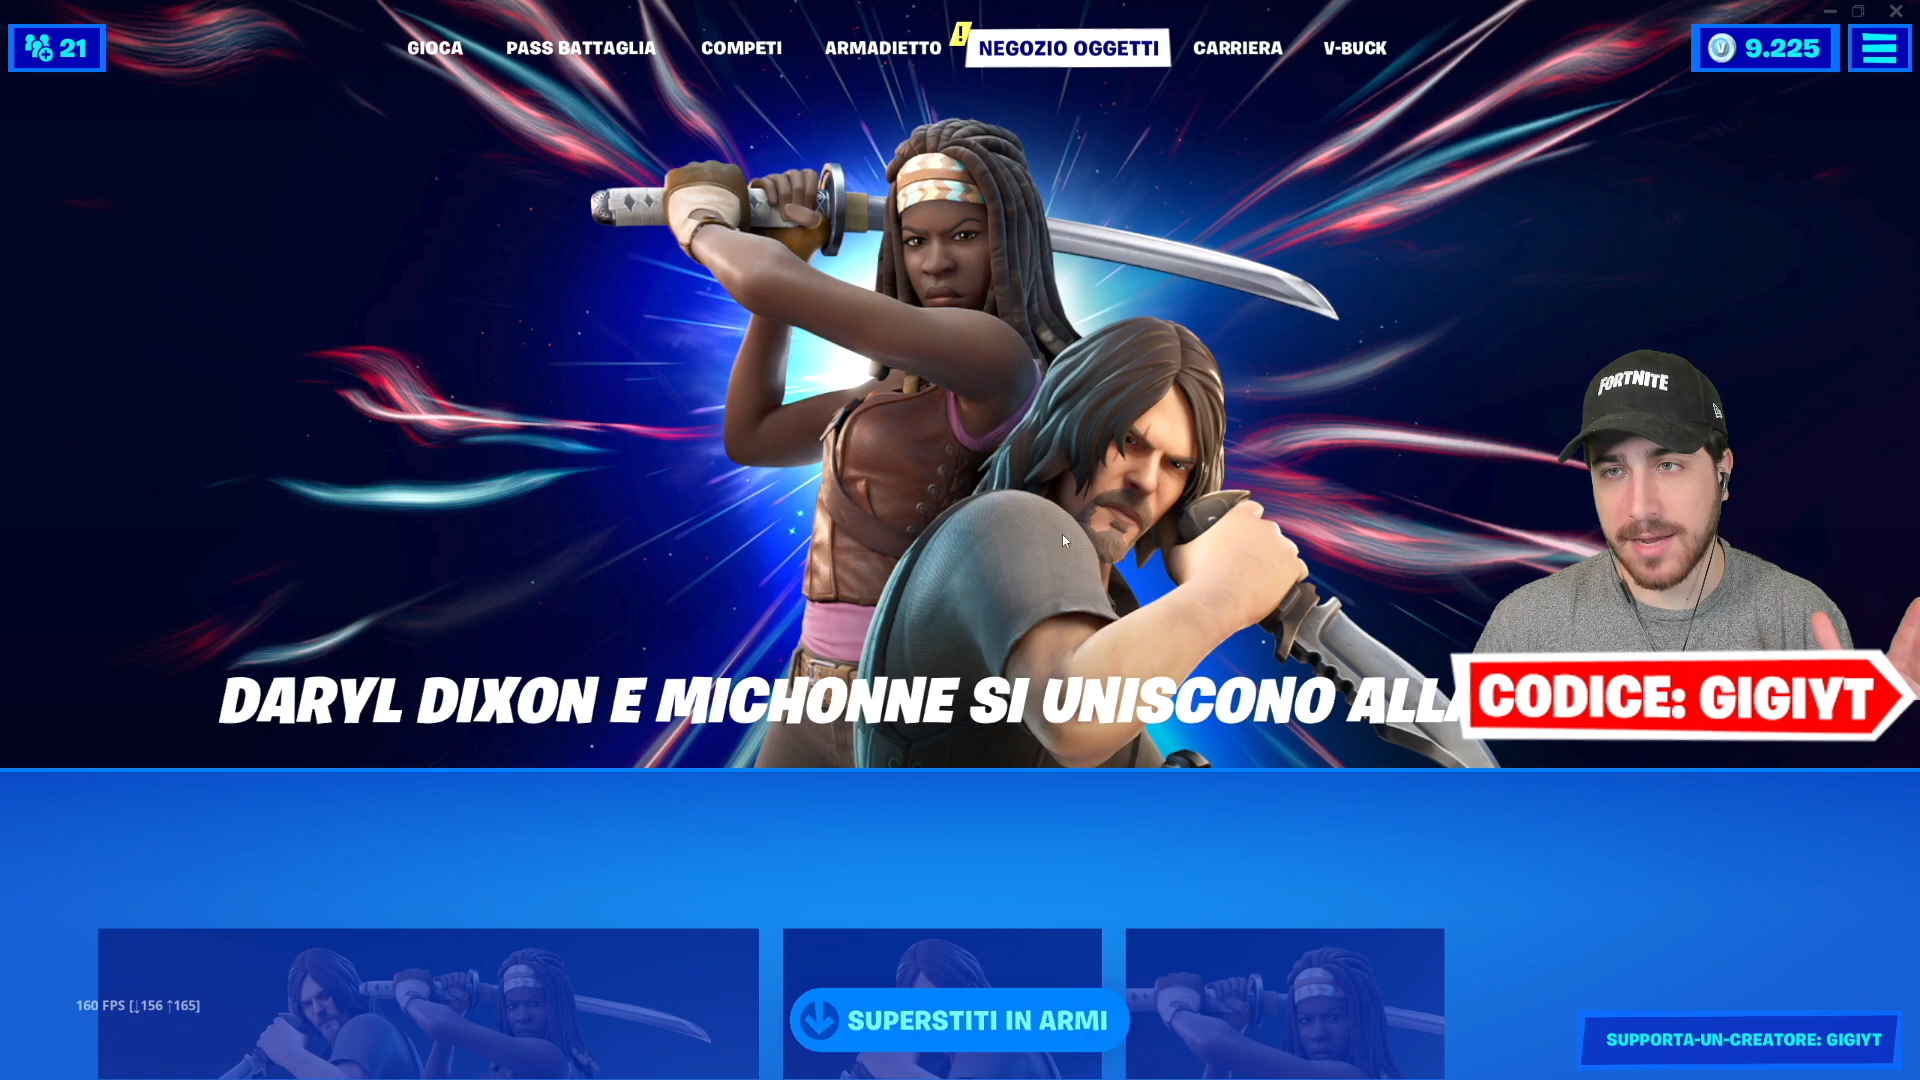 21
GIOCA
PASS BATTAGLIA
COMPETI
ARMADIETTO
!
NEGOZIO OGGETTI
CARRIERA
V-BUCK
9.225
FORTNITE
DARYL DIXON E MICHONNE SI UNISCONO ALLA
CODICE: GIGIYT
160 FPS [↓156 ↑165]
SUPERSTITI IN ARMI
SUPPORTA-UN-CREATORE: GIGIYT